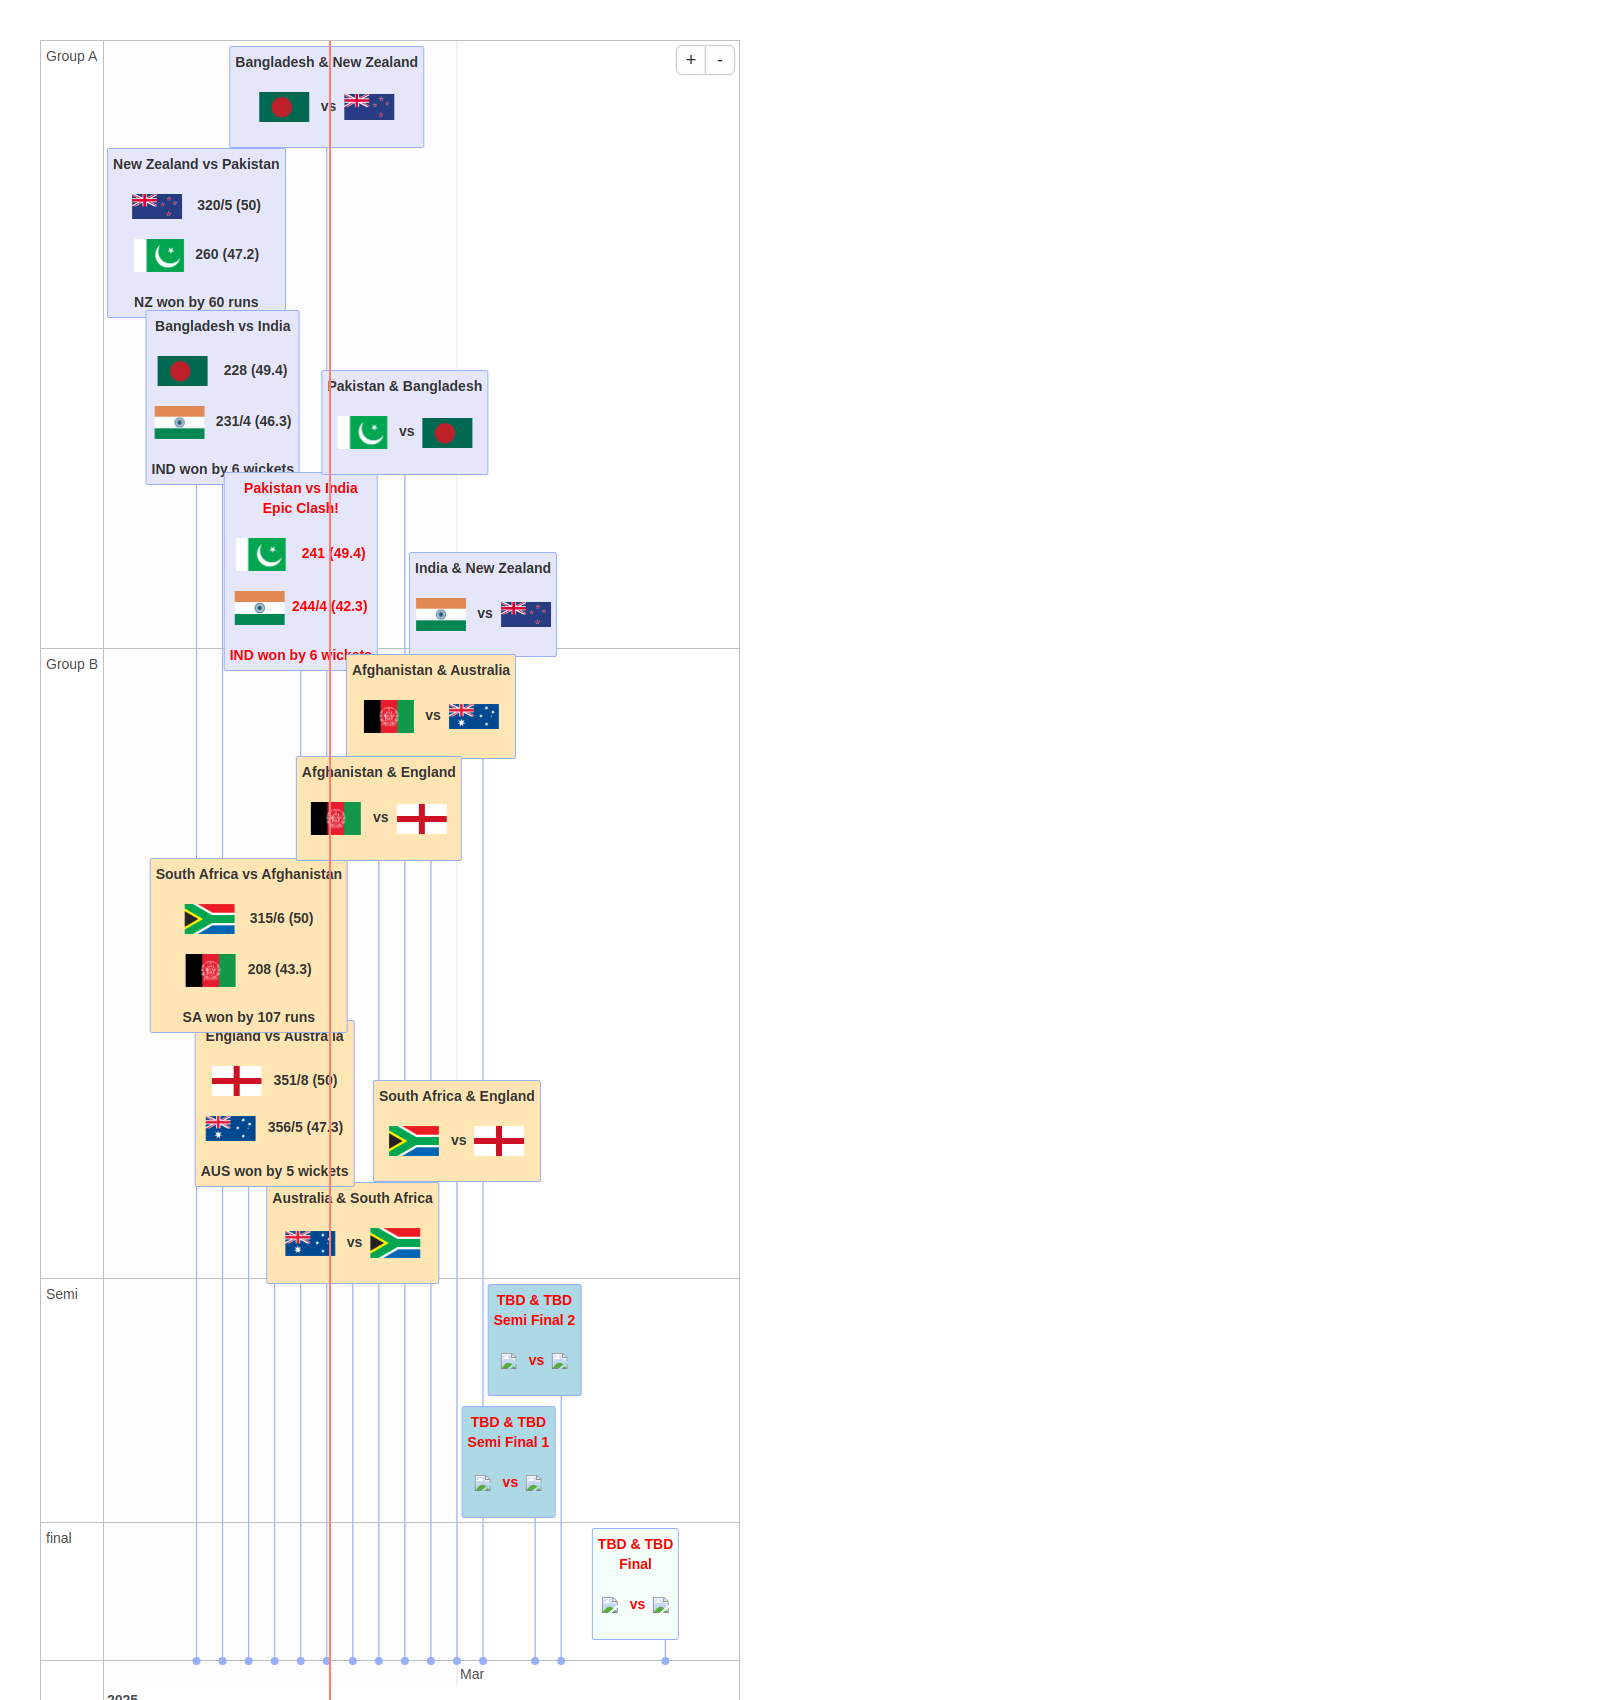 Group A
+ -
Bangladesh & New Zealand
vs
New Zealand vs Pakistan
320/5 (50)
260 (47.2)
NZ won by 60 runs
Bangladesh vs India
228 (49.4)
231/4 (46.3)
IND won by 6 wickets
Pakistan & Bangladesh
vs
Pakistan vs India
Epic Clash!
241 (49.4)
244/4 (42.3)
IND won by 6 wickets
India & New Zealand
vs
Group B
Afghanistan & Australia
vs
Afghanistan & England
vs
South Africa vs Afghanistan
315/6 (50)
208 (43.3)
SA won by 107 runs
England vs Australia
351/8 (50)
356/5 (47.3)
AUS won by 5 wickets
South Africa & England
vs
Australia & South Africa
vs
Semi
TBD & TBD
Semi Final 2
vs
TBD & TBD
Semi Final 1
vs
final
TBD & TBD
Final
vs
Mar
2025